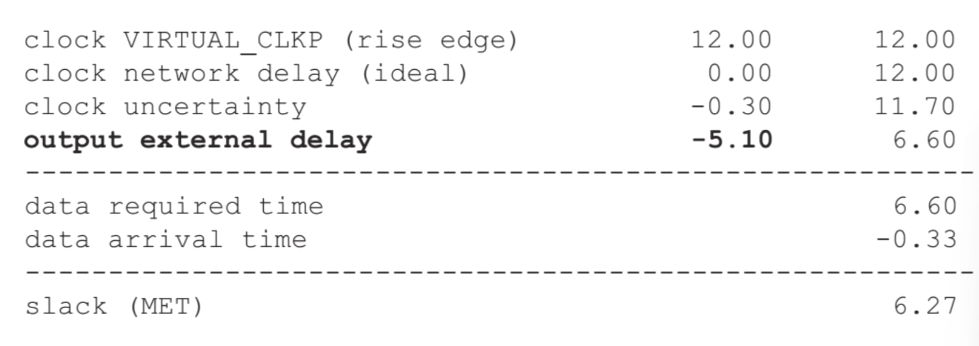 clock VIRTUAL_CLKP (rise edge) 12.00 12.00
clock network delay (ideal) 0.00 12.00
clock uncertainty -0.30 11.70
output external delay -5.10 6.60
---------------------------------------------------------
data required time 6.60
data arrival time -0.33
---------------------------------------------------------
slack (MET) 6.27